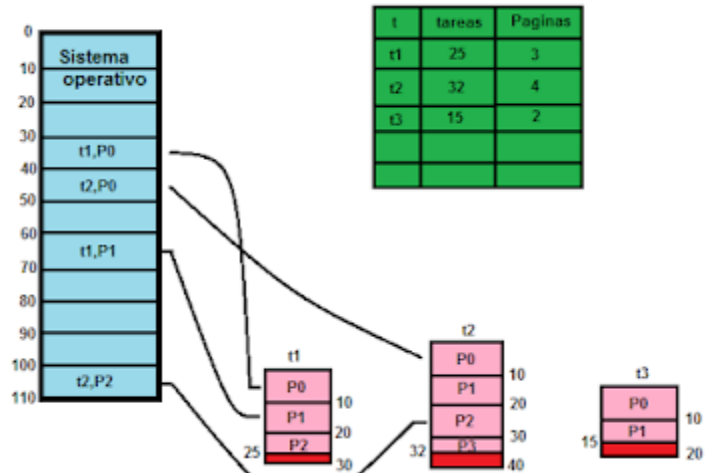 0
Sistema
operativo
10
20
30
t1,P0
40
t2,P0
50
60
t1,P1
70
80
90
100
t2,P2
110
t tareas Paginas
t1 25 3
t2 32 4
t3 15 2
t1
P0
10
P1
20
P2
25
30
t2
P0
10
P1
20
P2
30
P3
32
40
t3
P0
10
P1
15
20